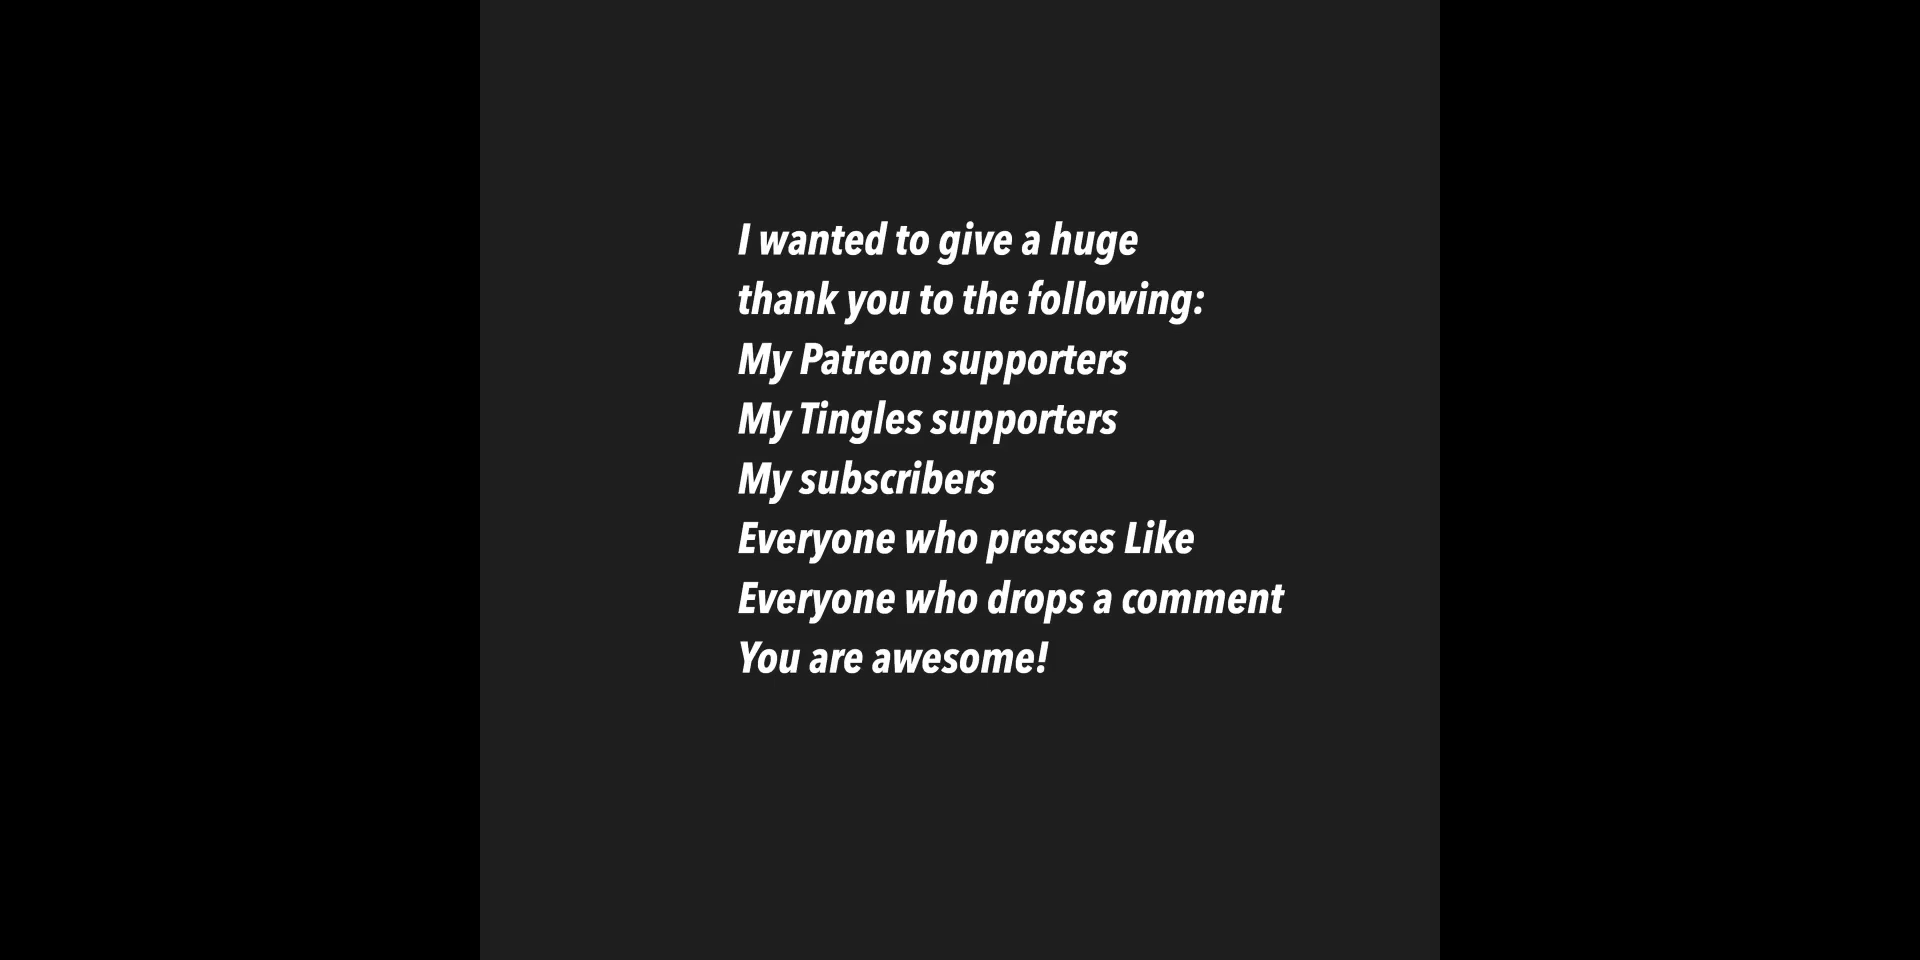 I wanted to give a huge
thank you to the following:
My Patreon supporters
My Tingles supporters
My subscribers
Everyone who presses Like
Everyone who drops a comment
You are awesome!